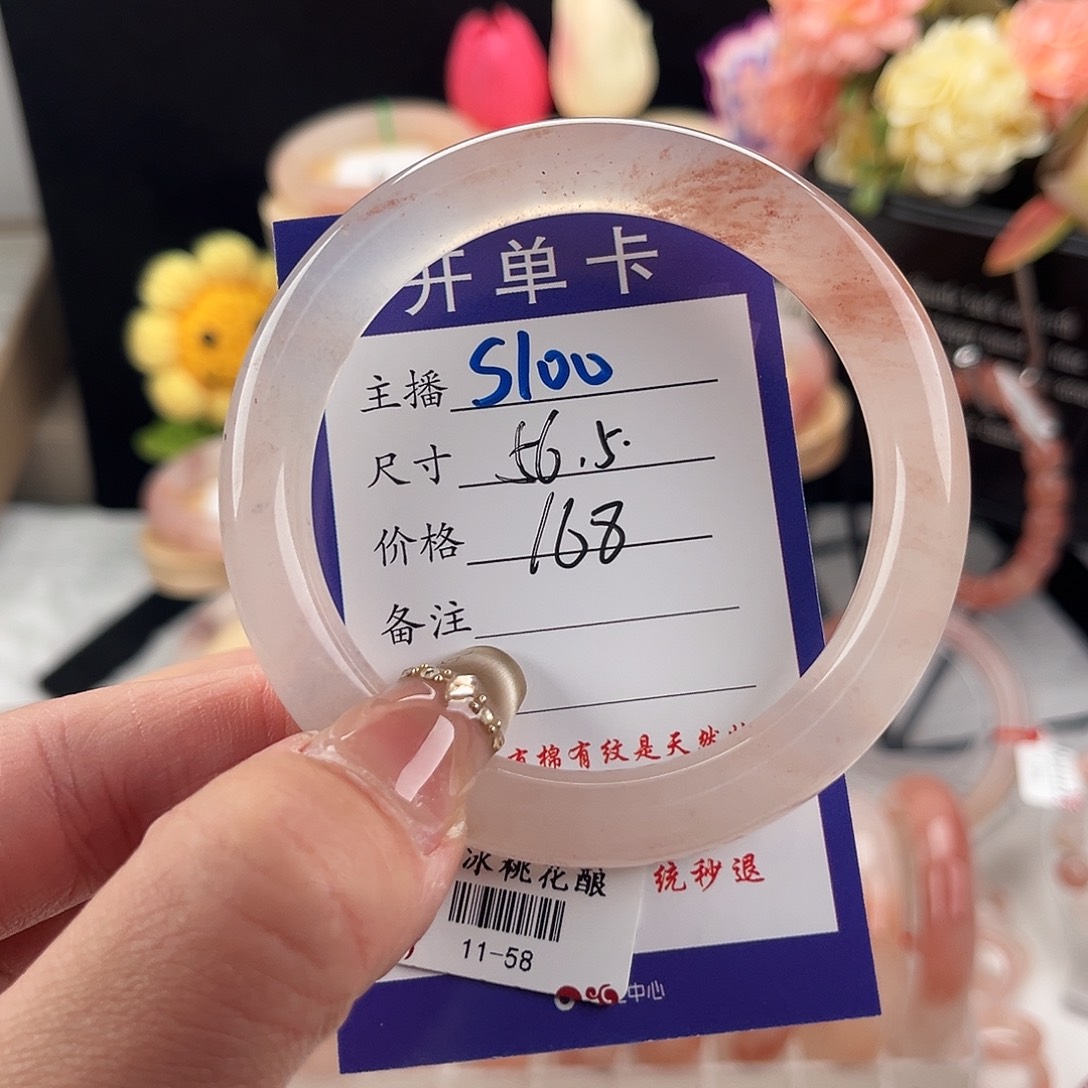 开单卡
主播 S100
尺寸 56.5
价格 168
备注
有棉有纹是天然
统秒退
冰桃花酿
11-58
中心